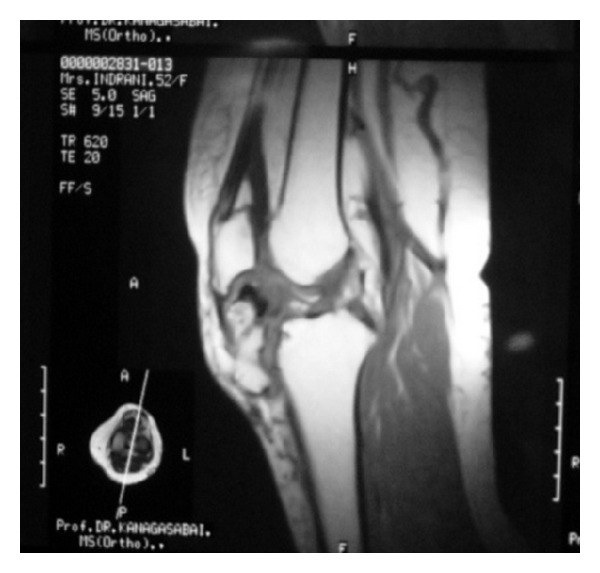 Prof.DR.KANAGASABAI.
MS(Ortho)..
F
0000002831-013
Mrs.INDRANI.52/F
SE 5.0 SAG
S# 9/15 1/1
H
TR 620
TE 20
FF/S
A
A
R
L
P
R
Prof.DR.KANAGASABAI.
MS(Ortho)..
F
Pr